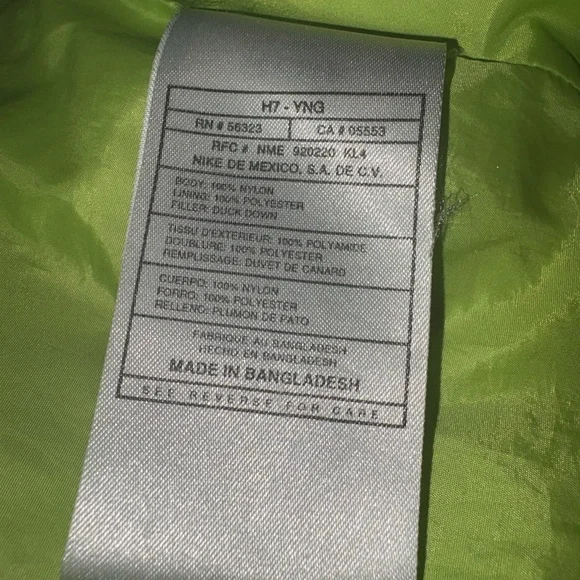 H7 - YNG
RN # 56323 CA # 05553
RFC # NME 920220 KL4
NIKE DE MEXICO, S.A. DE C.V.
BODY: 100% NYLON
LINING: 100% POLYESTER
FILLER: DUCK DOWN
TISSU D'EXTERIEUR: 100% POLYAMIDE
DOUBLURE: 100% POLYESTER
REMPLISSAGE: DUVET DE CANARD
CUERPO: 100% NYLON
FORRO: 100% POLYESTER
RELLENO: PLUMON DE PATO
FABRIQUE AU BANGLADESH
HECHO EN BANGLADESH
MADE IN BANGLADESH
SEE REVERSE FOR CARE